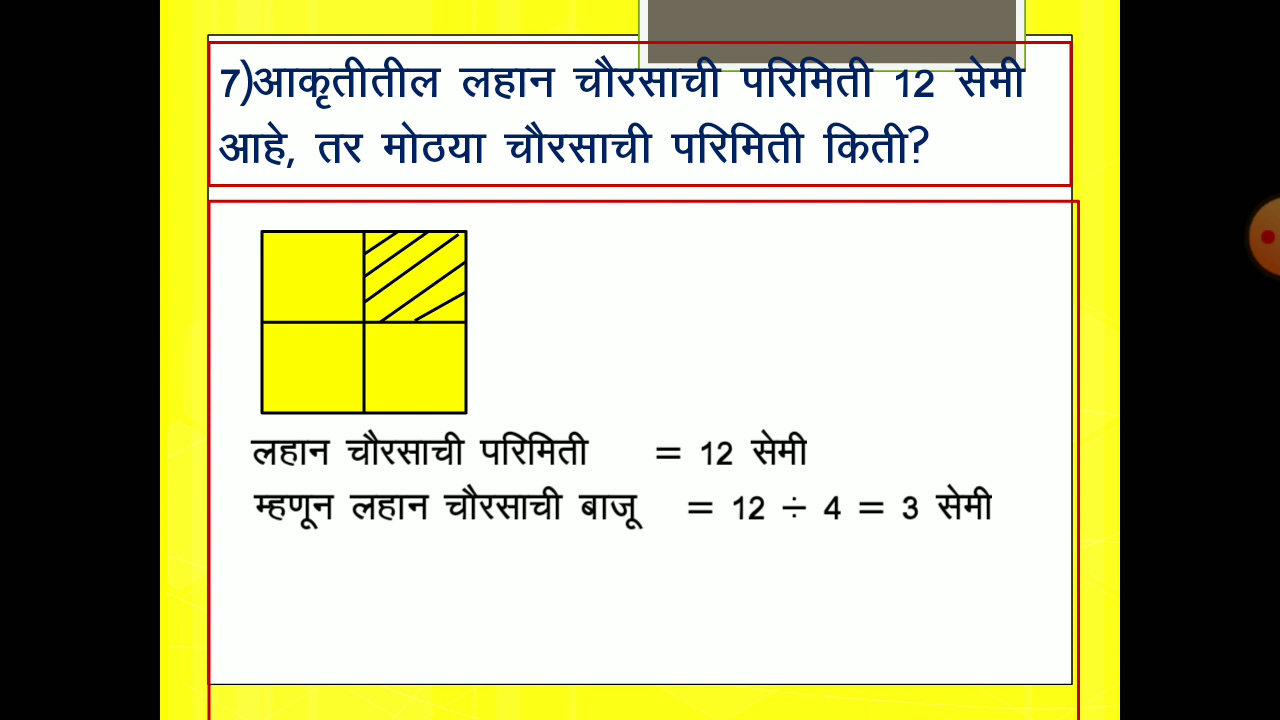 7)आकृतीतील लहान चौरसाची परिमिती 12 सेमी
आहे, तर मोठया चौरसाची परिमिती किती?
लहान चौरसाची परिमिती = 12 सेमी
म्हणून लहान चौरसाची बाजू = 12 ÷ 4 = 3 सेमी